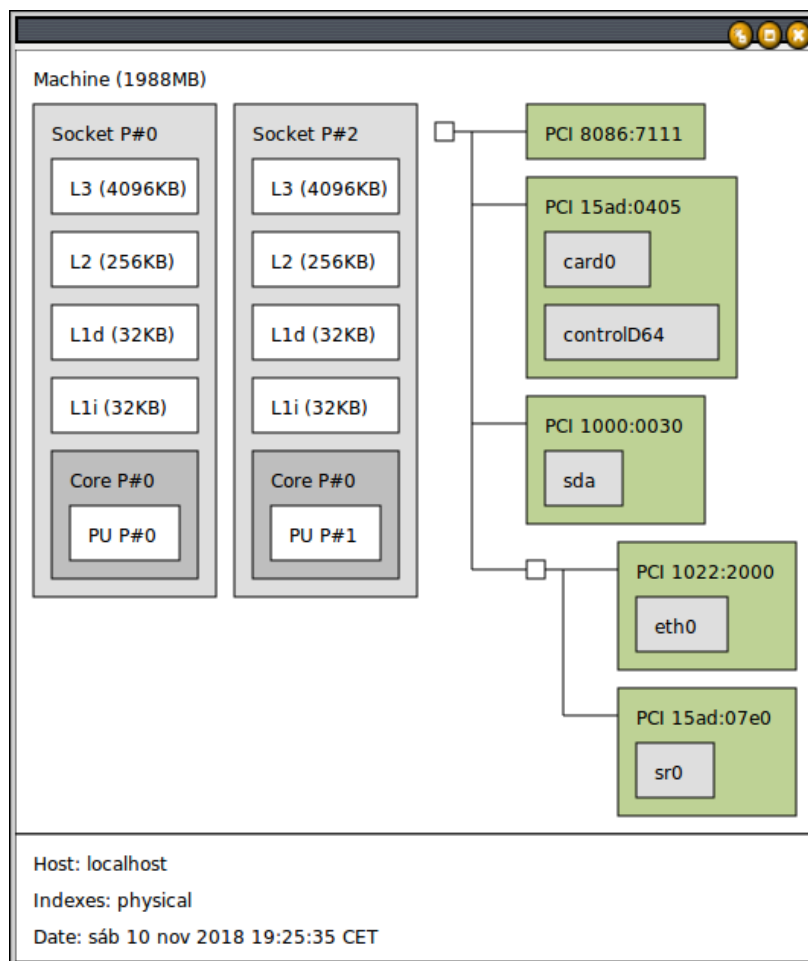 Machine (1988MB)
Socket P#0
L3 (4096KB)
L2 (256KB)
L1d (32KB)
L1i (32KB)
Core P#0
PU P#0
Socket P#2
L3 (4096KB)
L2 (256KB)
L1d (32KB)
L1i (32KB)
Core P#0
PU P#1
PCI 8086:7111
PCI 15ad:0405
card0
controlD64
PCI 1000:0030
sda
PCI 1022:2000
eth0
PCI 15ad:07e0
sr0
Host: localhost
Indexes: physical
Date: sáb 10 nov 2018 19:25:35 CET